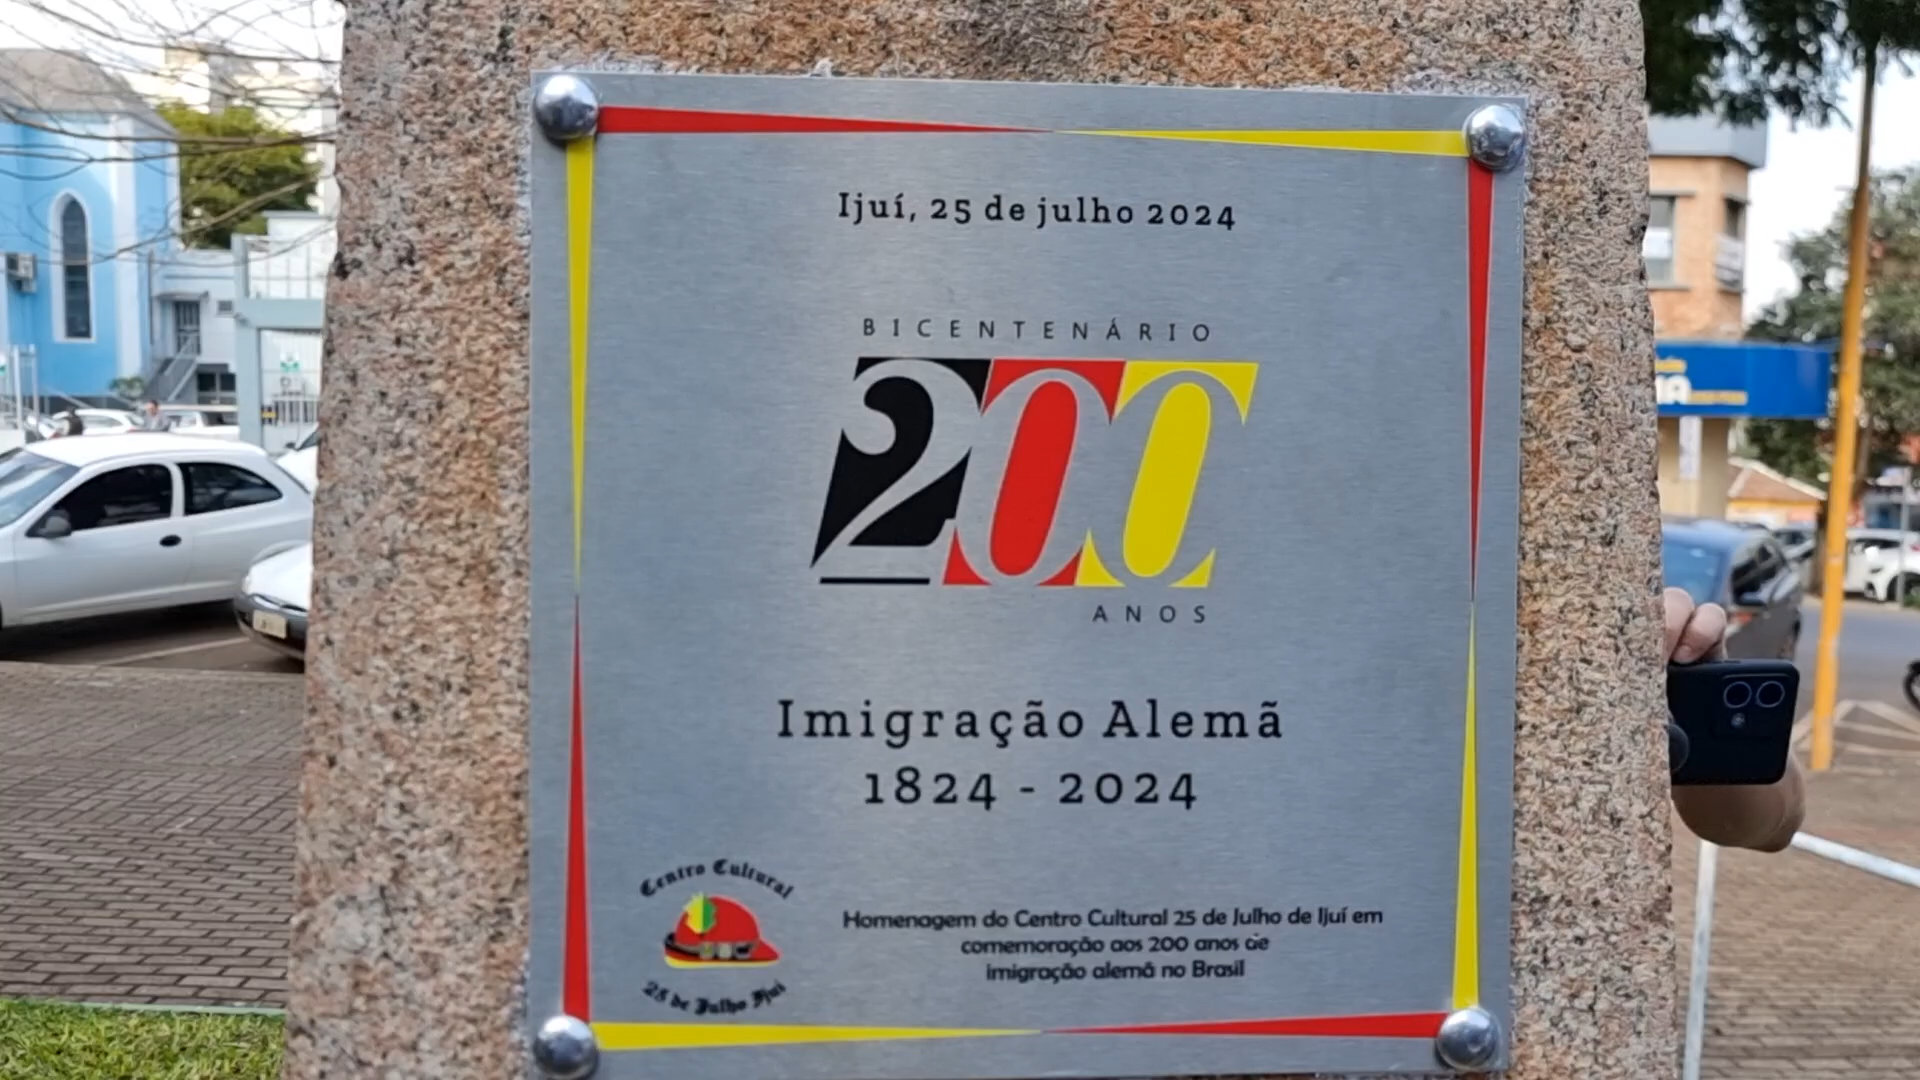 Ijuí, 25 de julho 2024
BICENTENÁRIO
200
ANOS
Imigração Alemã
1824 - 2024
Centro Cultural
25 de Julho Ijuí
Homenagem do Centro Cultural 25 de Julho de Ijuí em
comemoração aos 200 anos de
imigração alemã no Brasil